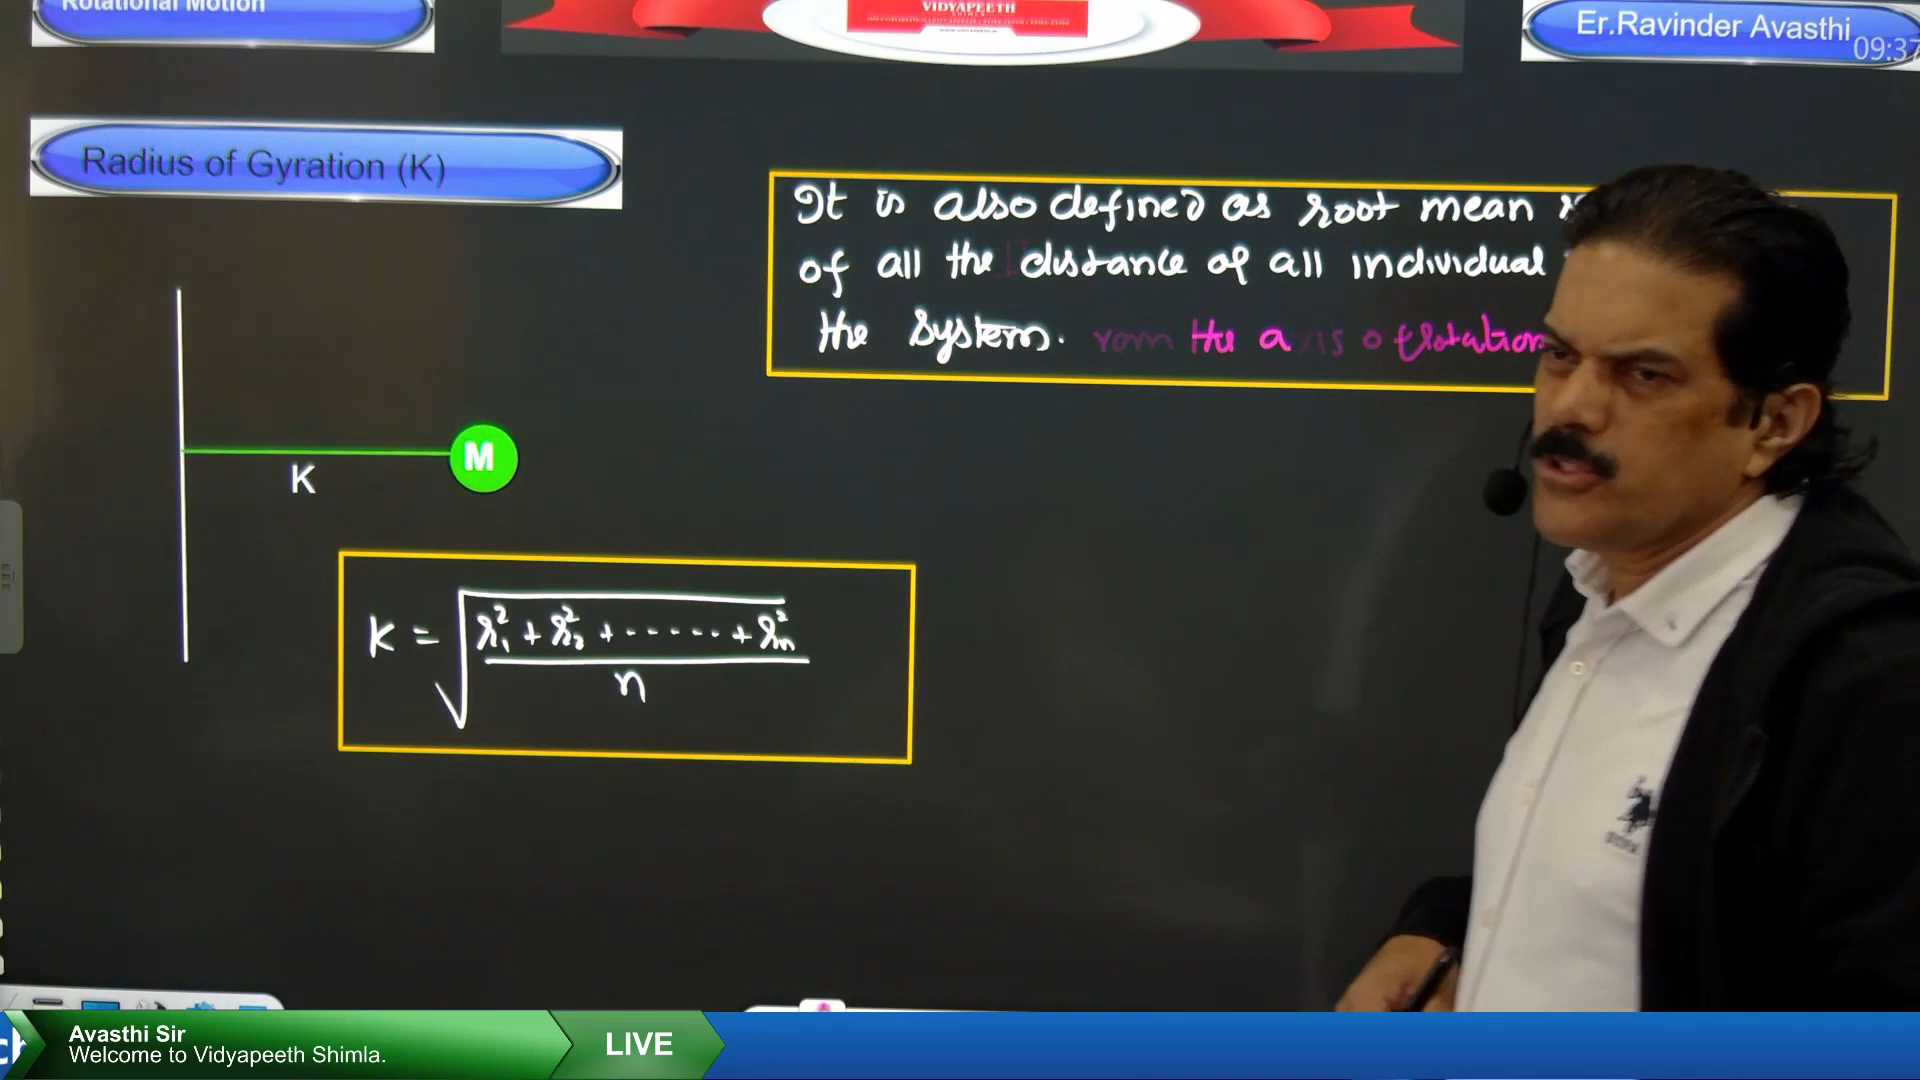 Rotational Motion
VIDYAPEETH
SHIMLA
Er.Ravinder Avasthi
09:37
Radius of Gyration (K)
It is also defined as root mean
of all the distance of all individual
the system. rom the axis of rotation
M
K
K = √(r₁² + r₂² + ...... + rₙ²)/n
Avasthi Sir
Welcome to Vidyapeeth Shimla.
LIVE